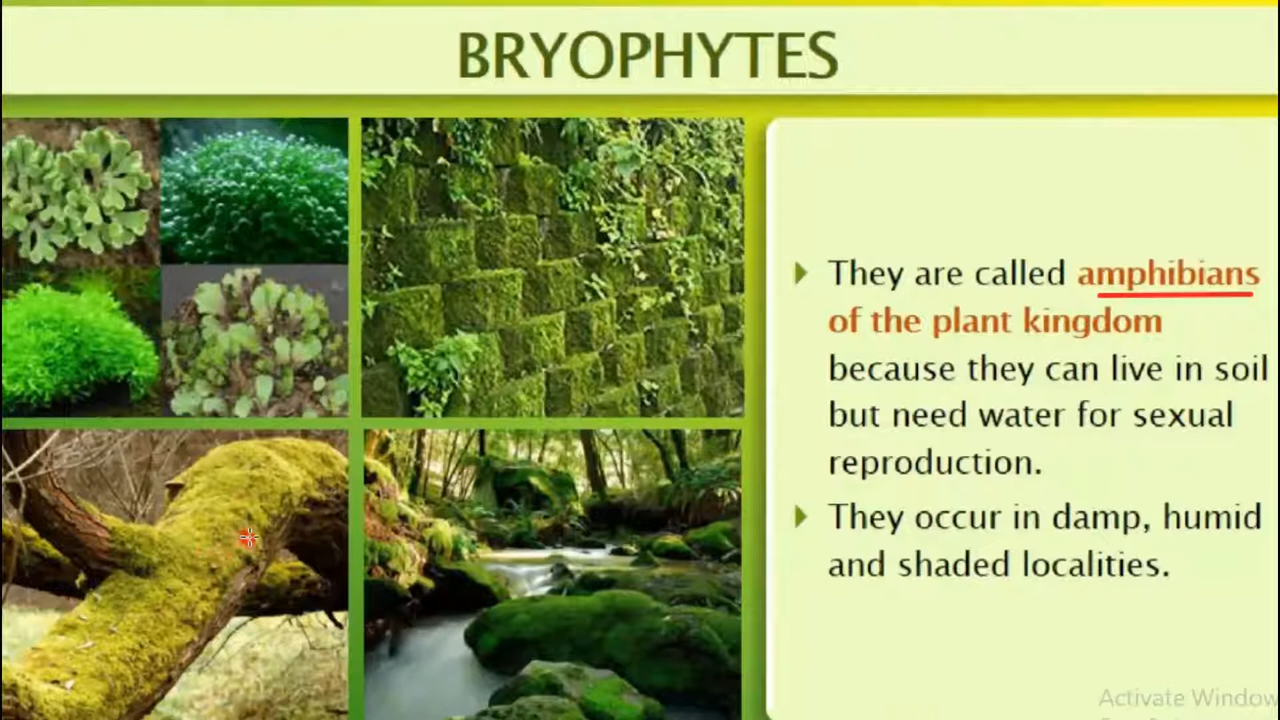 BRYOPHYTES
They are called amphibians
of the plant kingdom
because they can live in soil
but need water for sexual
reproduction.
They occur in damp, humid
and shaded localities.
Activate Window